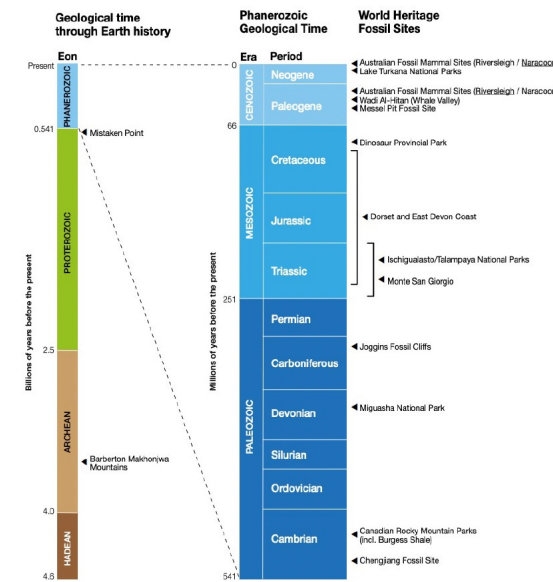 Geological time
through Earth history
Phanerozoic
Geological Time
World Heritage
Fossil Sites
Eon
Era
Period
Present
0.541
2.5
4.0
4.6
Billions of years before the present
PHANEROZOIC
PROTEROZOIC
ARCHEAN
HADEAN
Mistaken Point
Barberton Makhonjwa
Mountains
0
66
251
541
Millions of years before the present
CENOZOIC
MESOZOIC
PALEOZOIC
Neogene
Paleogene
Cretaceous
Jurassic
Triassic
Permian
Carboniferous
Devonian
Silurian
Ordovician
Cambrian
Australian Fossil Mammal Sites (Riversleigh / Naracoo
Lake Turkana National Parks
Australian Fossil Mammal Sites (Riversleigh / Naracoo
Wadi Al-Hitan (Whale Valley)
Messel Pit Fossil Site
Dinosaur Provincial Park
Dorset and East Devon Coast
Ischigualasto/Talampaya National Parks
Monte San Giorgio
Joggins Fossil Cliffs
Miguasha National Park
Canadian Rocky Mountain Parks
(incl. Burgess Shale)
Chengjiang Fossil Site